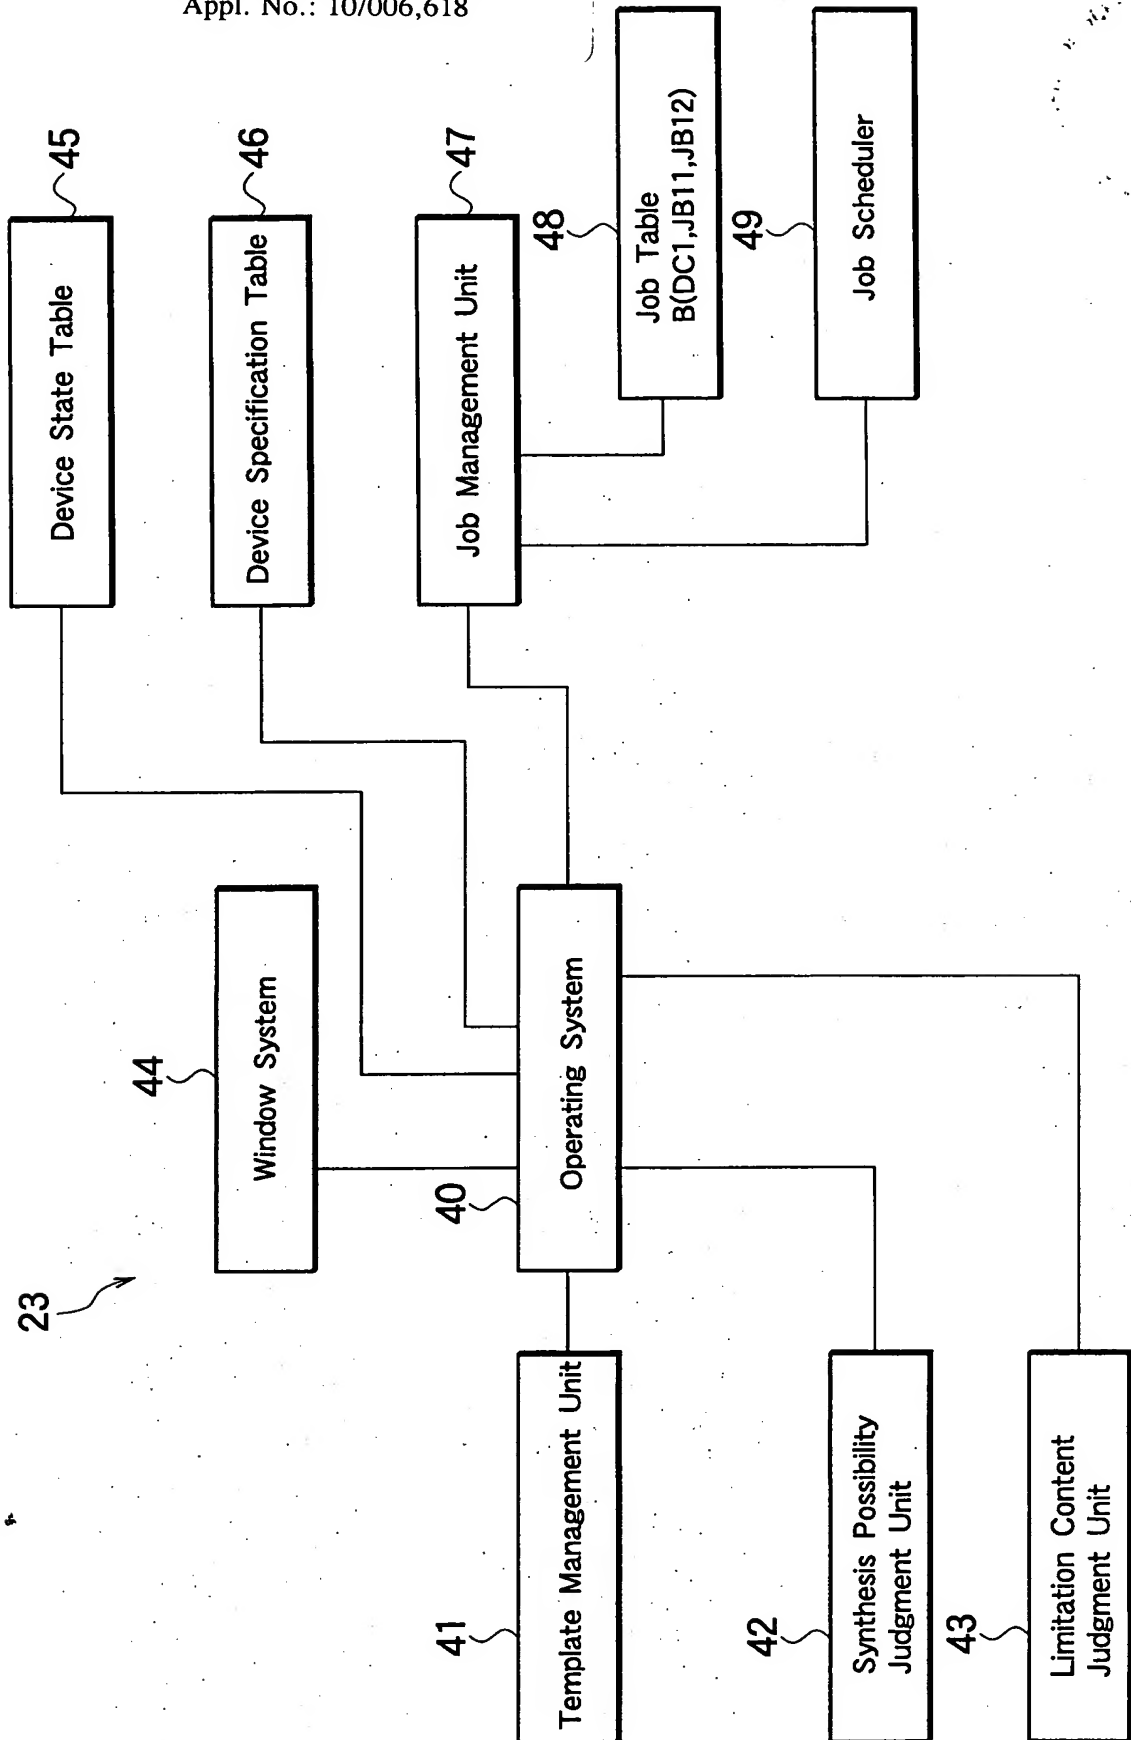 Appl. No.: 10/006,618
23
41
Template Management Unit
42
Synthesis Possibility
Judgment Unit
43
Limitation Content
Judgment Unit
44
Window System
40
Operating System
45
Device State Table
46
Device Specification Table
47
Job Management Unit
48
Job Table
B(DC1,JB11,JB12)
49
Job Scheduler